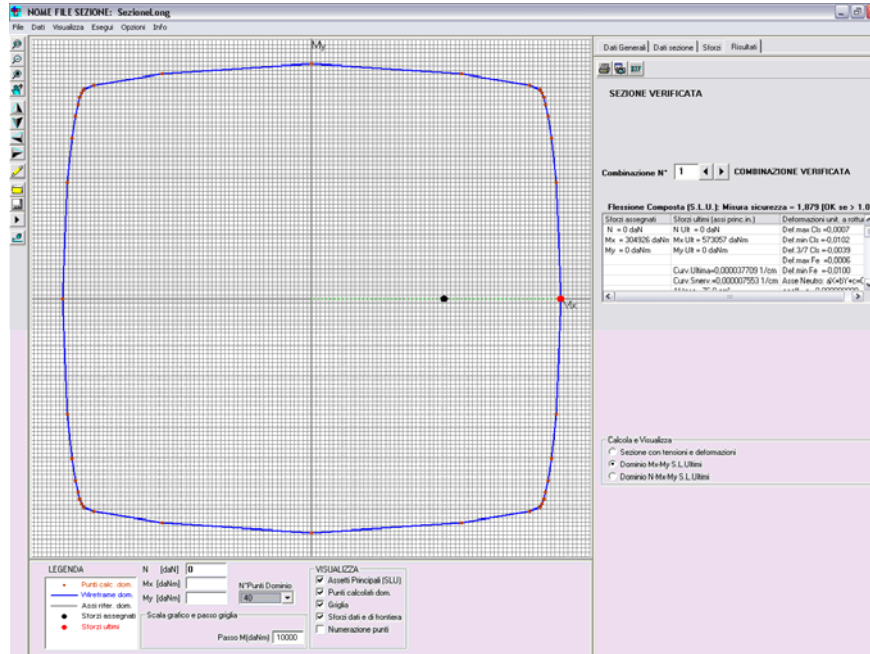 NOME FILE SEZIONE: SezioneLong
File Dati Visualizza Esegui Opzioni Info
My
Mx
Dati Generali Dati sezione Sforzi Risultati
SEZIONE VERIFICATA
Combinazione N° 1 COMBINAZIONE VERIFICATA
Flessione Composta (S.L.U.): Misura sicurezza = 1,879 [OK se > 1.0
Sforzi assegnati Sforzi ultimi (assi princ.in.) Deformazioni unit. a rottura
N = 0 daN N Ult = 0 daN Def.max Cls =0,0007
Mx = 304926 daNm Mx Ult = 573057 daNm Def.min Cls =-0,0102
My = 0 daNm My Ult = 0 daNm Def.3/7 Cls =-0,0039
Def.max Fe =0,0006
Curv.Ultima=0,000037709 1/cm Def.min Fe =-0,0100
Curv.Snerv.=0,000007553 1/cm Asse Neutro: aX+bY+c=0
Calcola e Visualizza
Sezione con tensioni e deformazioni
Dominio Mx-My S.L.Ultimi
Dominio N-Mx-My S.L.Ultimi
LEGENDA
Punti calc. dom.
Wireframe dom.
Assi rifer. dom.
Sforzi assegnati
Sforzi ultimi
N [daN] 0
Mx [daNm]
My [daNm]
N°Punti Dominio
40
Scala grafico e passo griglia
Passo M[daNm] 10000
VISUALIZZA
Assetti Principali (SLU)
Punti calcolati dom.
Griglia
Sforzi dati e di frontiera
Numerazione punti